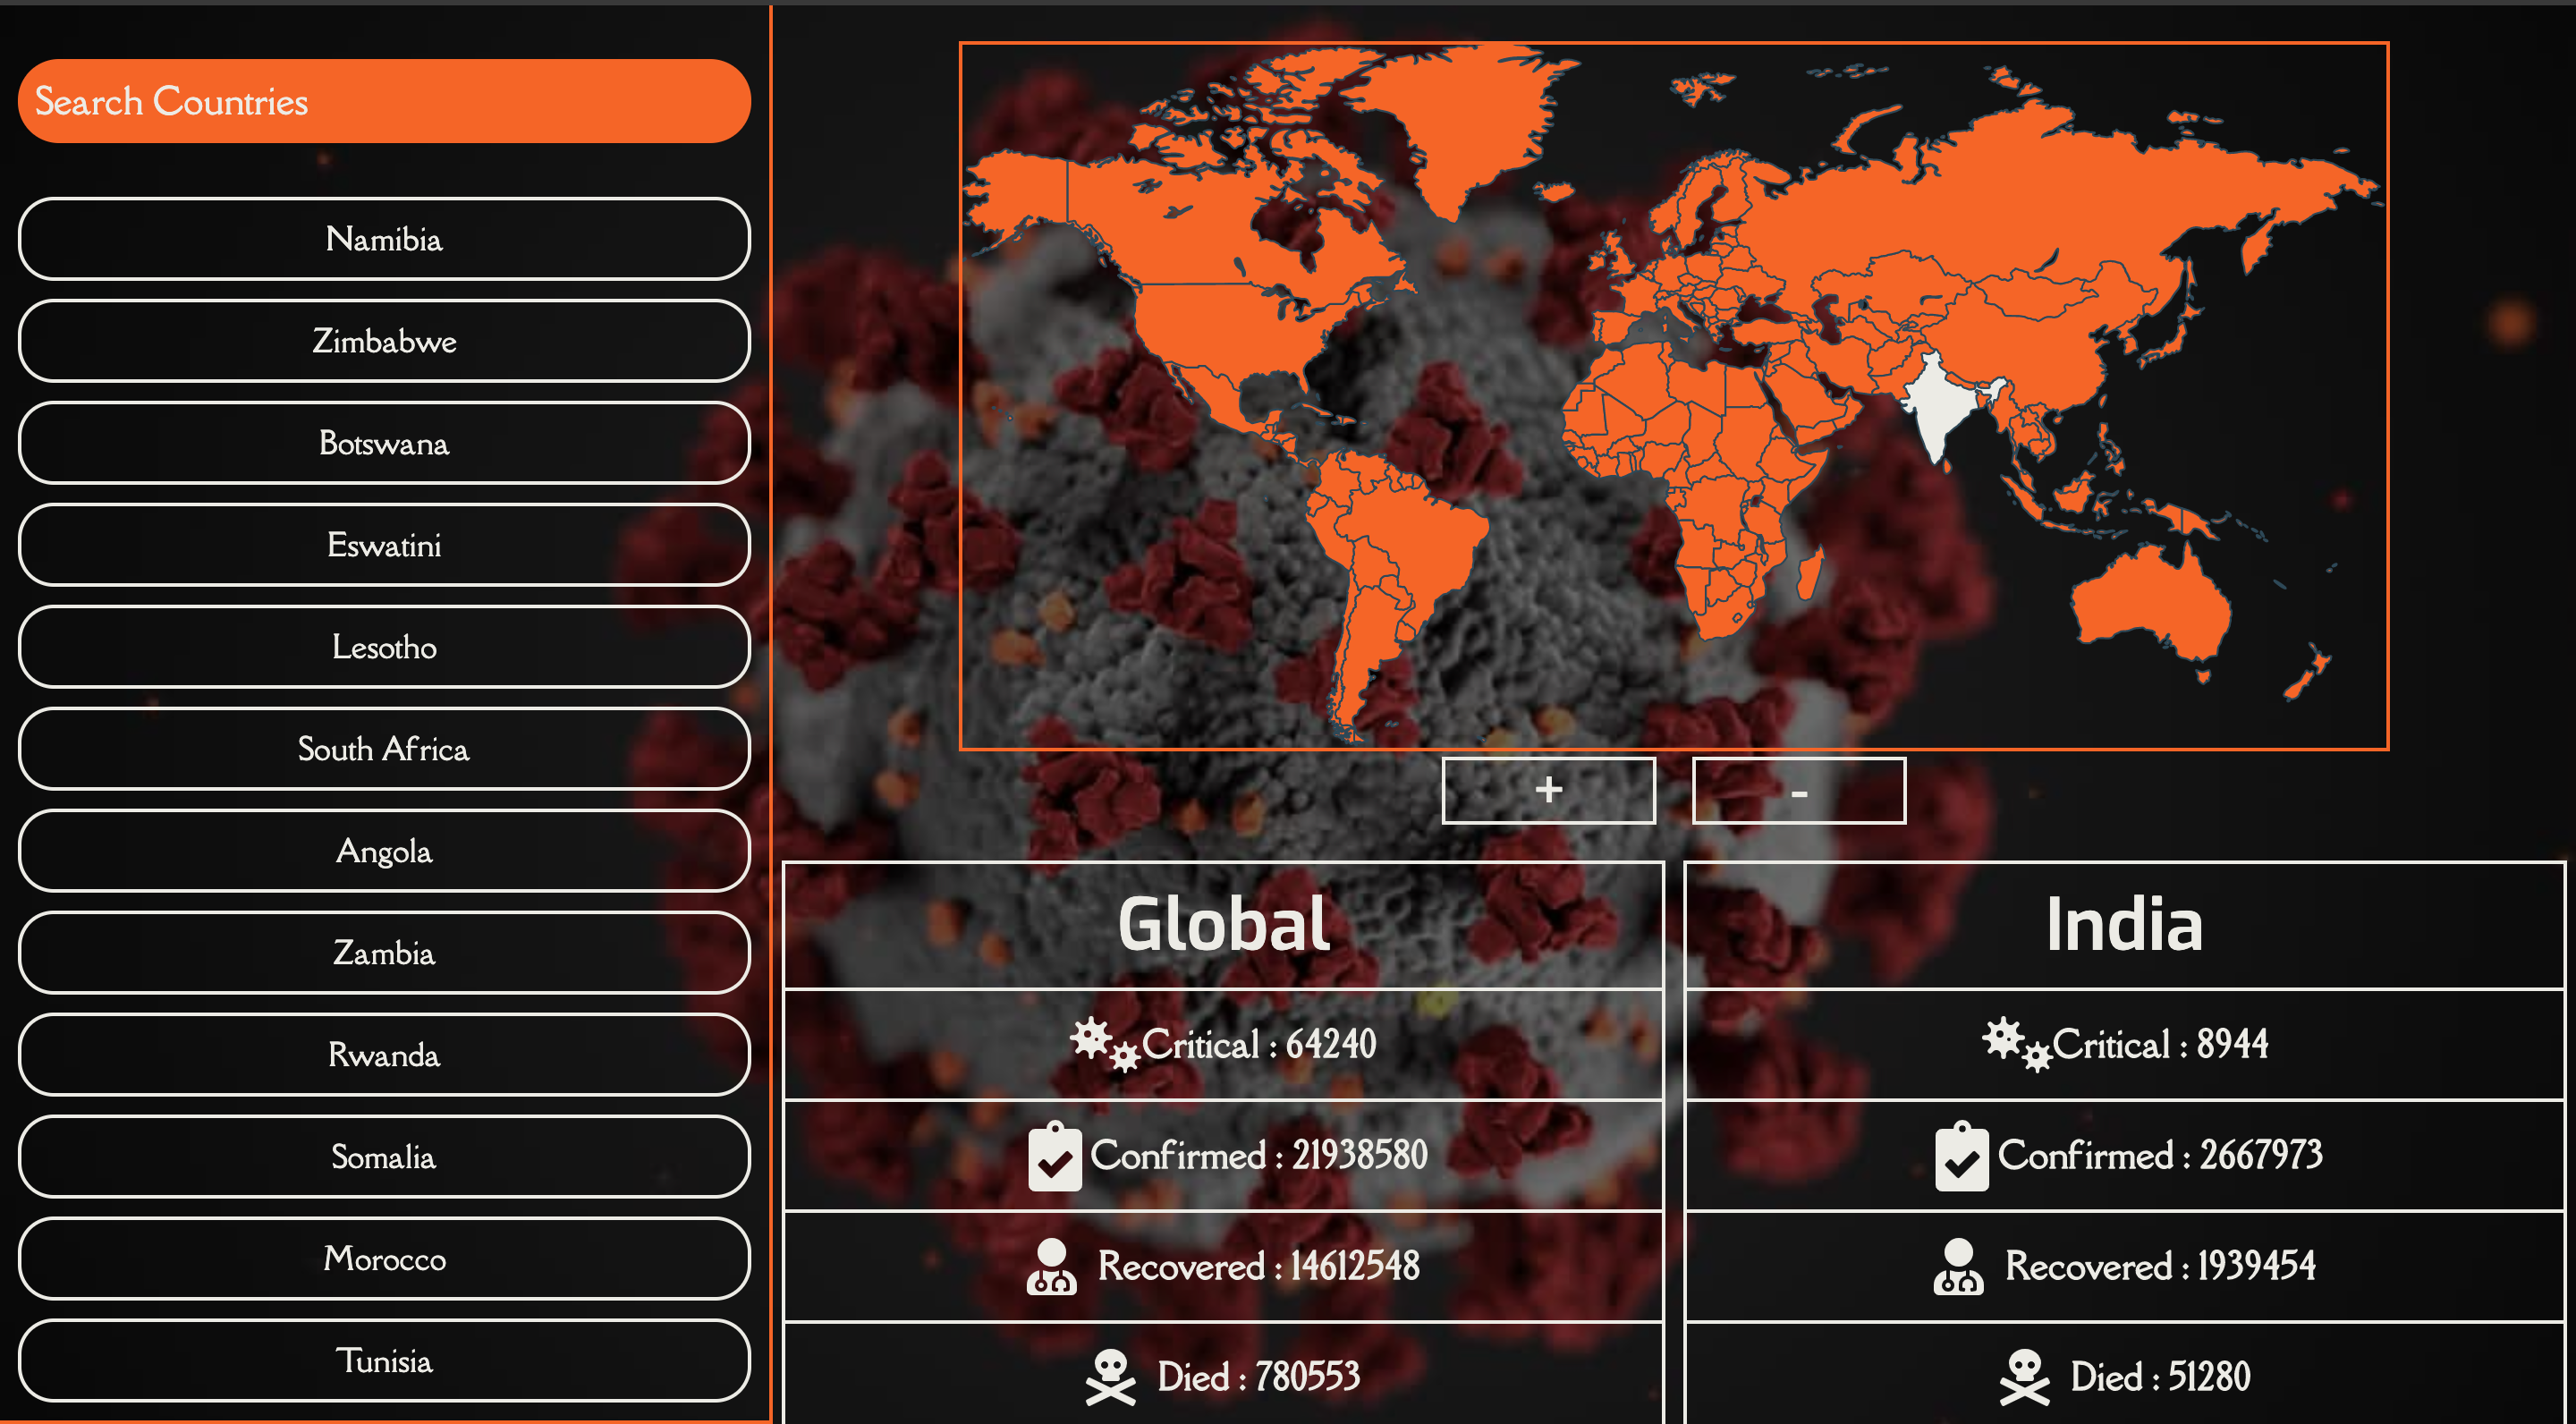 Search Countries
Namibia
Zimbabwe
Botswana
Eswatini
Lesotho
South Africa
Angola
Zambia
Rwanda
Somalia
Morocco
Tunisia
+
-
Global
Critical : 64240
Confirmed : 21938580
Recovered : 14612548
Died : 780553
India
Critical : 8944
Confirmed : 2667973
Recovered : 1939454
Died : 51280